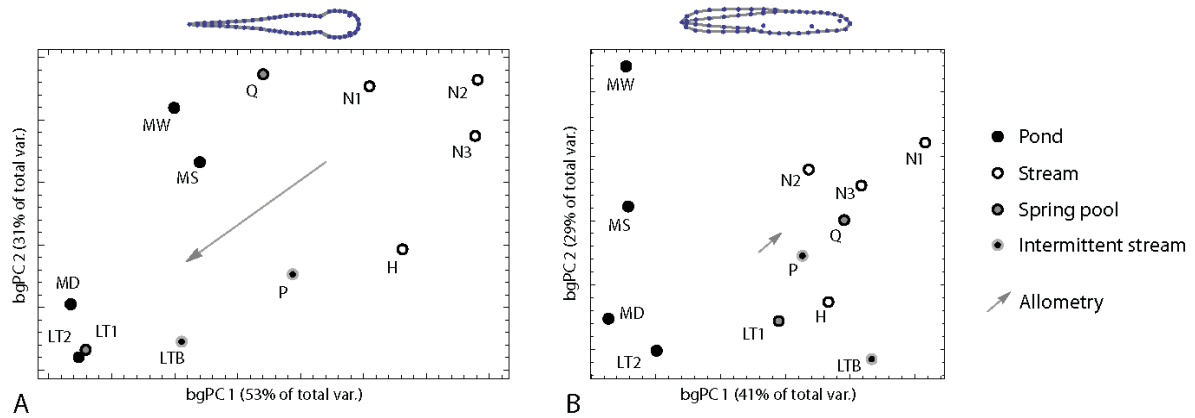 Q
N1
N2
MW
N3
MS
H
P
MD
LT2
LT1
LTB
bgPC 2 (31% of total var.)
bgPC 1 (53% of total var.)
A
MW
N1
N2
N3
MS
Q
P
H
MD
LT1
LT2
LTB
bgPC 2 (29% of total var.)
bgPC 1 (41% of total var.)
B
Pond
Stream
Spring pool
Intermittent stream
Allometry